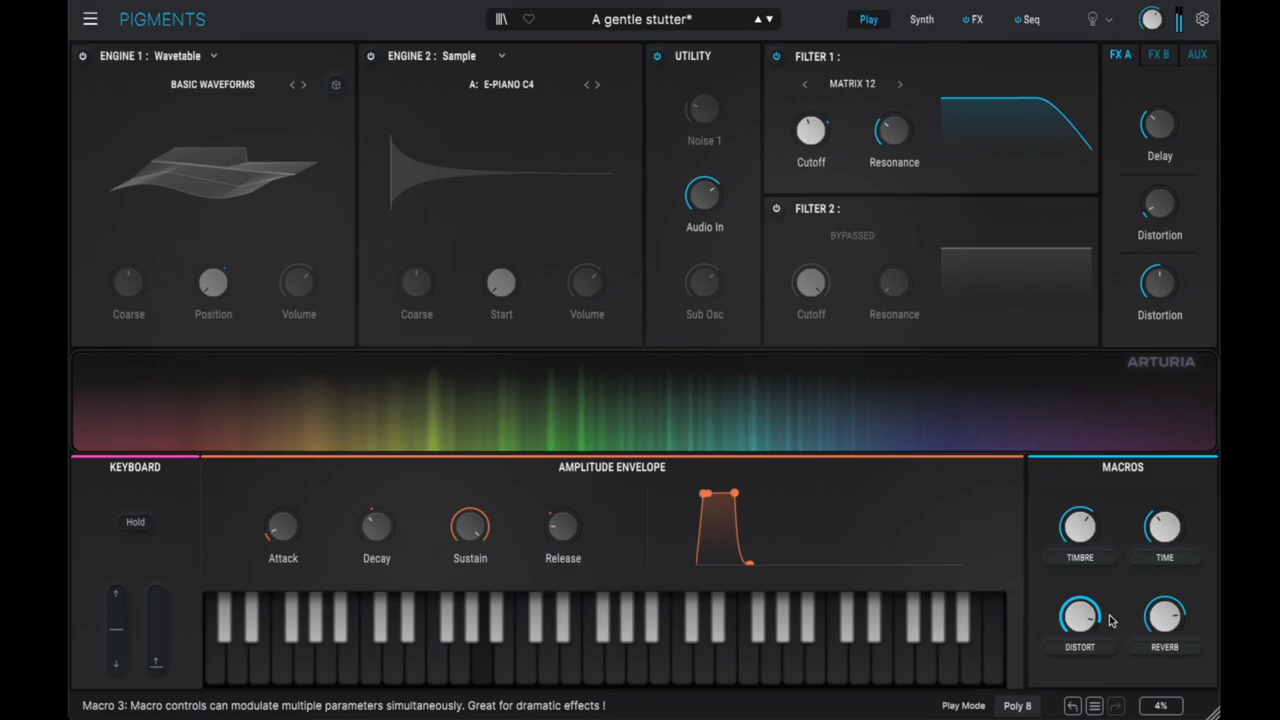 PIGMENTS
A gentle stutter*
Play
Synth
FX
Seq
ENGINE 1 : Wavetable
ENGINE 2 : Sample
UTILITY
FILTER 1 :
FX A
FX B
AUX
BASIC WAVEFORMS
A: E-PIANO C4
MATRIX 12
Noise 1
Cutoff
Resonance
Delay
Audio In
FILTER 2 :
BYPASSED
Distortion
Coarse
Position
Volume
Coarse
Start
Volume
Sub Osc
Cutoff
Resonance
Distortion
ARTURIA
KEYBOARD
AMPLITUDE ENVELOPE
MACROS
Hold
Attack
Decay
Sustain
Release
TIMBRE
TIME
DISTORT
REVERB
Macro 3: Macro controls can modulate multiple parameters simultaneously. Great for dramatic effects !
Play Mode
Poly 8
4%